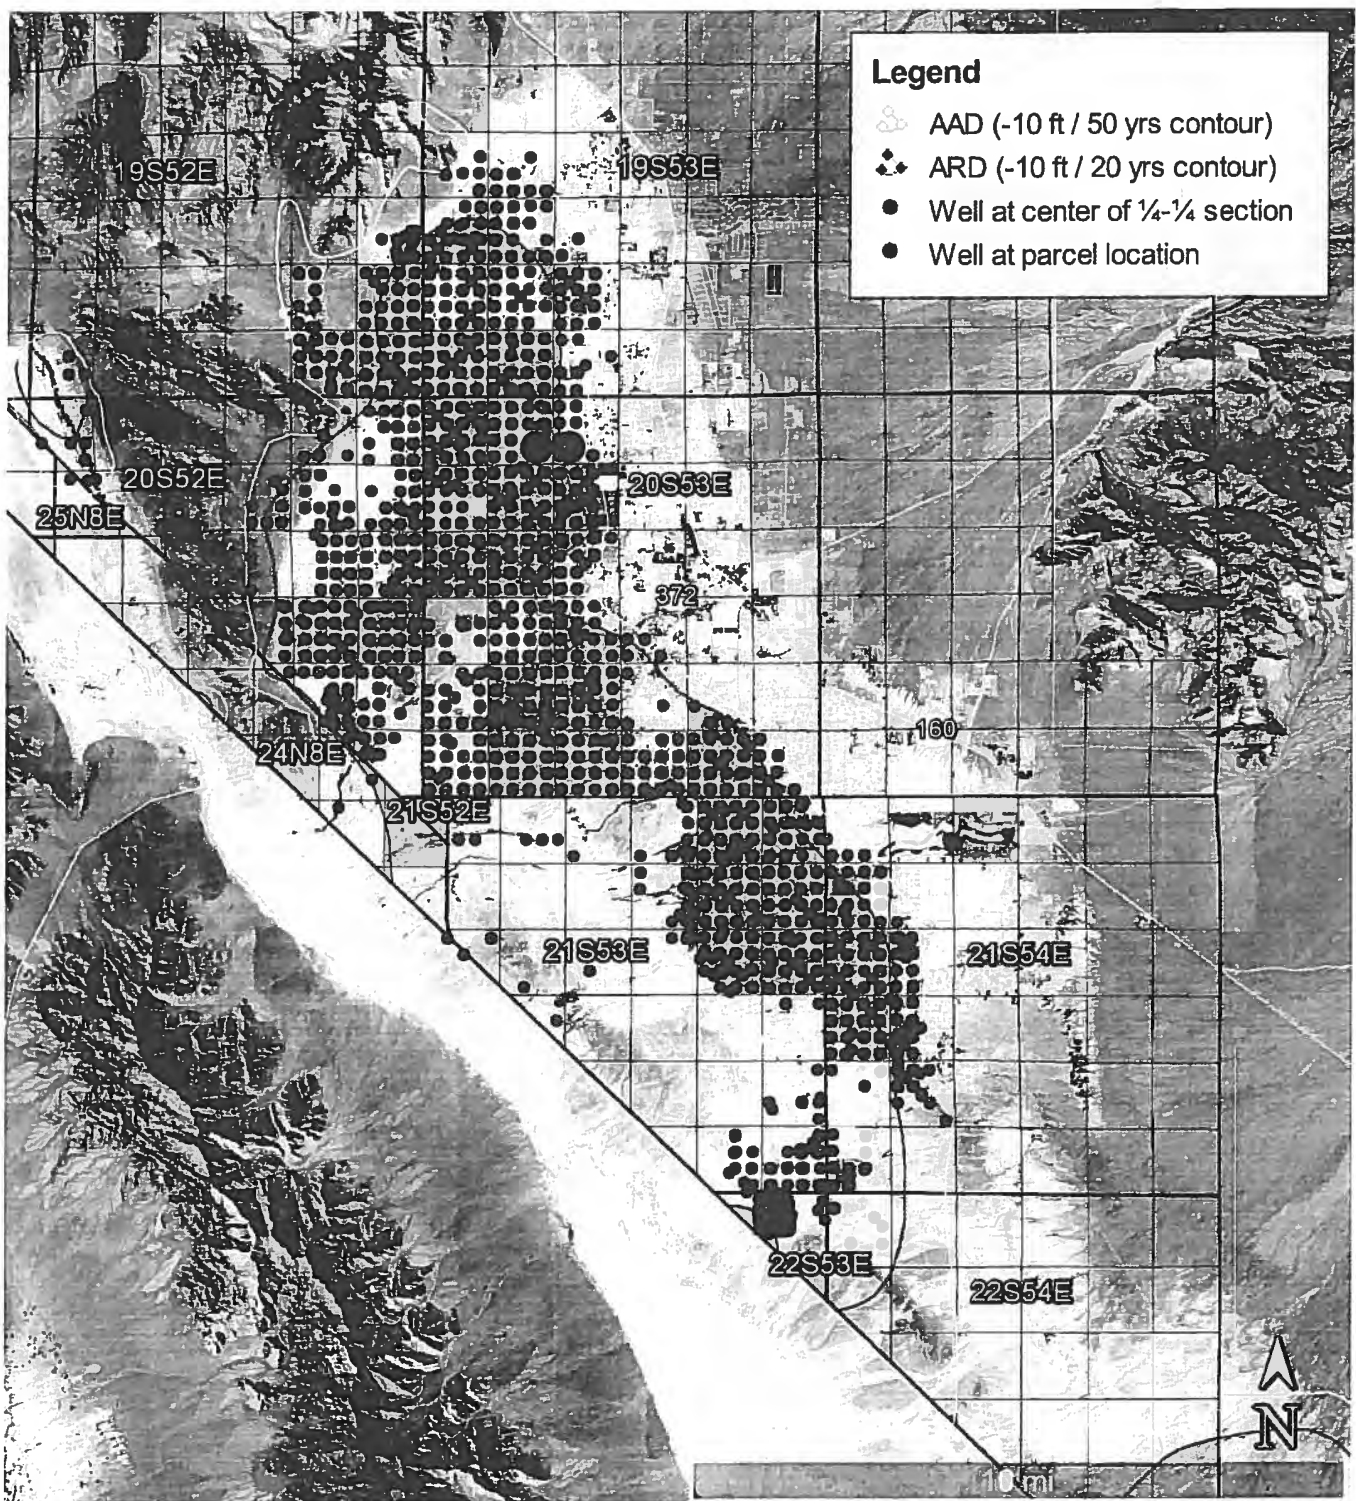 Legend
AAD (-10 ft / 50 yrs contour)
ARD (-10 ft / 20 yrs contour)
Well at center of ¼-¼ section
Well at parcel location
19S52E
19S53E
20S52E
20S53E
25N8E
372
160
24N8E
21S52E
21S53E
21S54E
22S53E
22S54E
N
10 mi